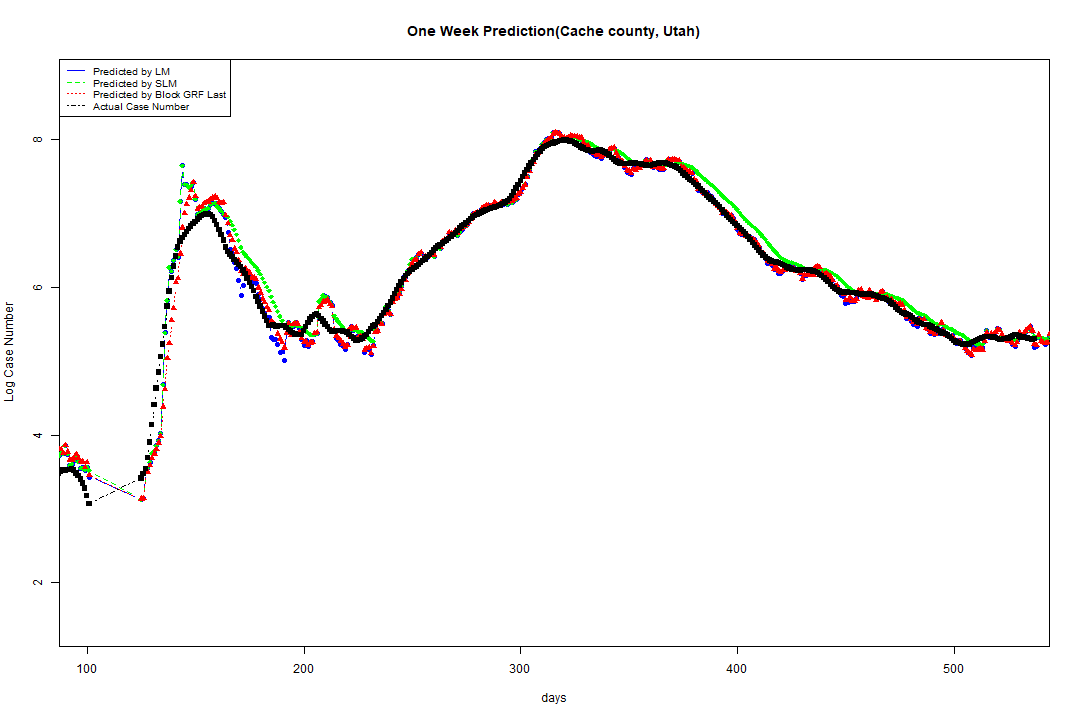 One Week Prediction(Cache county, Utah)
Predicted by LM
Predicted by SLM
Predicted by Block GRF Last
Actual Case Number
8
6
4
2
Log Case Number
100 200 300 400 500
days